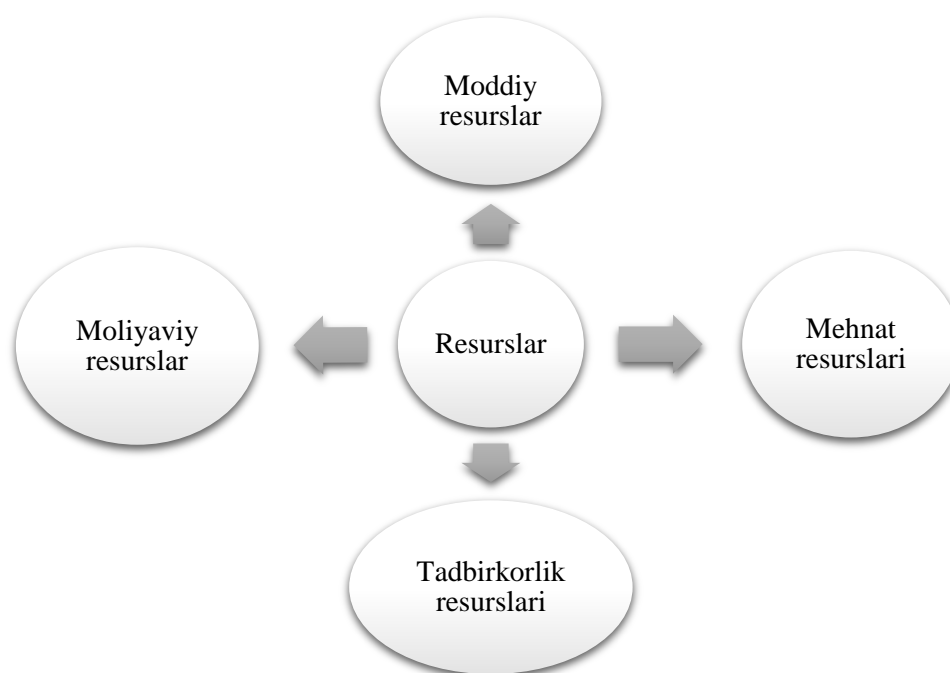 Moddiy
resurslar
Moliyaviy
resurslar
Resurslar
Mehnat
resurslari
Tadbirkorlik
resurslari